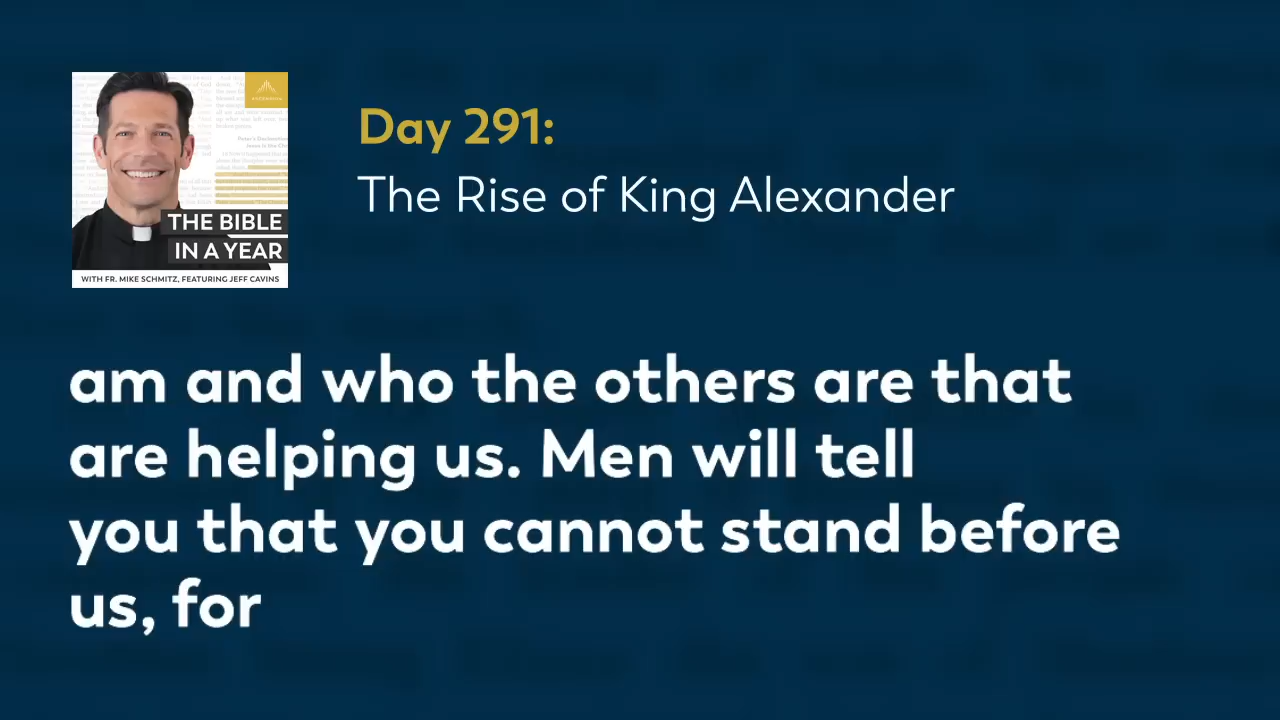 Day 291:
The Rise of King Alexander
THE BIBLE
IN A YEAR
WITH FR. MIKE SCHMITZ, FEATURING JEFF CAVINS
am and who the others are that
are helping us. Men will tell
you that you cannot stand before
us, for